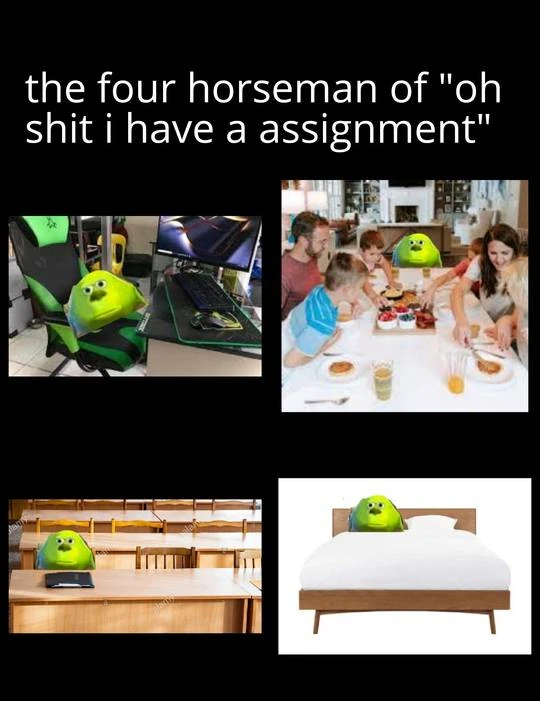 the four horseman of "oh
shit i have a assignment"